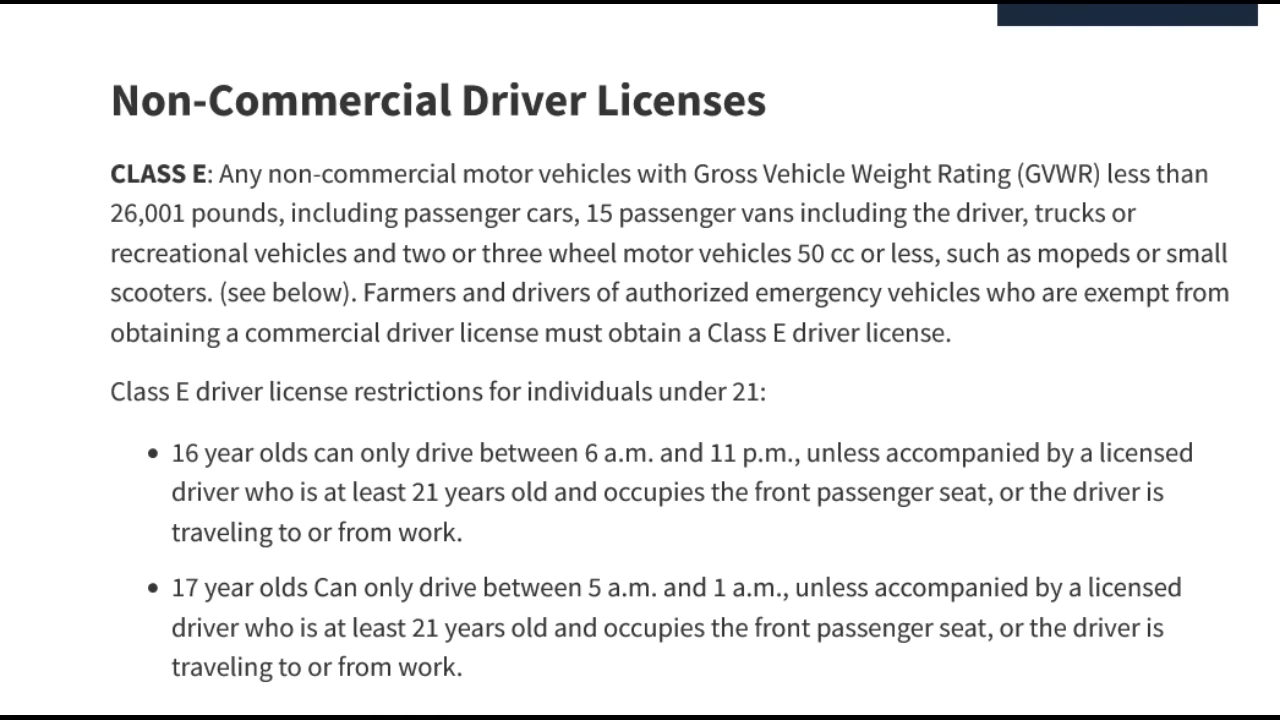 Non-Commercial Driver Licenses
CLASS E: Any non-commercial motor vehicles with Gross Vehicle Weight Rating (GVWR) less than
26,001 pounds, including passenger cars, 15 passenger vans including the driver, trucks or
recreational vehicles and two or three wheel motor vehicles 50 cc or less, such as mopeds or small
scooters. (see below). Farmers and drivers of authorized emergency vehicles who are exempt from
obtaining a commercial driver license must obtain a Class E driver license.
Class E driver license restrictions for individuals under 21:
• 16 year olds can only drive between 6 a.m. and 11 p.m., unless accompanied by a licensed
driver who is at least 21 years old and occupies the front passenger seat, or the driver is
traveling to or from work.
• 17 year olds Can only drive between 5 a.m. and 1 a.m., unless accompanied by a licensed
driver who is at least 21 years old and occupies the front passenger seat, or the driver is
traveling to or from work.